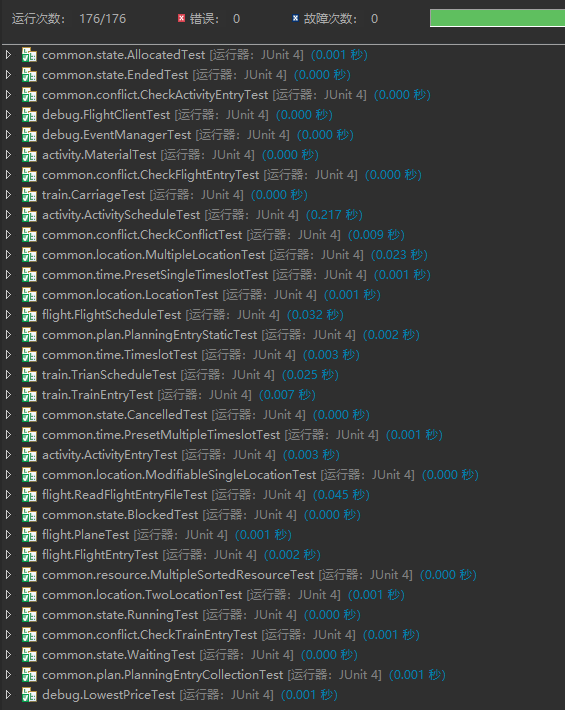 运行次数： 176/176 错误： 0 故障次数： 0
common.state.AllocatedTest [运行器：JUnit 4] (0.001 秒)
common.state.EndedTest [运行器：JUnit 4] (0.000 秒)
common.conflict.CheckActivityEntryTest [运行器：JUnit 4] (0.000 秒)
debug.FlightClientTest [运行器：JUnit 4] (0.000 秒)
debug.EventManagerTest [运行器：JUnit 4] (0.000 秒)
activity.MaterialTest [运行器：JUnit 4] (0.000 秒)
common.conflict.CheckFlightEntryTest [运行器：JUnit 4] (0.000 秒)
train.CarriageTest [运行器：JUnit 4] (0.000 秒)
activity.ActivityScheduleTest [运行器：JUnit 4] (0.217 秒)
common.conflict.CheckConflictTest [运行器：JUnit 4] (0.009 秒)
common.location.MultipleLocationTest [运行器：JUnit 4] (0.023 秒)
common.time.PresetSingleTimeslotTest [运行器：JUnit 4] (0.001 秒)
common.location.LocationTest [运行器：JUnit 4] (0.001 秒)
flight.FlightScheduleTest [运行器：JUnit 4] (0.032 秒)
common.plan.PlanningEntryStaticTest [运行器：JUnit 4] (0.002 秒)
common.time.TimeslotTest [运行器：JUnit 4] (0.003 秒)
train.TrianScheduleTest [运行器：JUnit 4] (0.025 秒)
train.TrainEntryTest [运行器：JUnit 4] (0.007 秒)
common.state.CancelledTest [运行器：JUnit 4] (0.000 秒)
common.time.PresetMultipleTimeslotTest [运行器：JUnit 4] (0.001 秒)
activity.ActivityEntryTest [运行器：JUnit 4] (0.003 秒)
common.location.ModifiableSingleLocationTest [运行器：JUnit 4] (0.000 秒)
flight.ReadFlightEntryFileTest [运行器：JUnit 4] (0.045 秒)
common.state.BlockedTest [运行器：JUnit 4] (0.000 秒)
flight.PlaneTest [运行器：JUnit 4] (0.001 秒)
flight.FlightEntryTest [运行器：JUnit 4] (0.002 秒)
common.resource.MultipleSortedResourceTest [运行器：JUnit 4] (0.000 秒)
common.location.TwoLocationTest [运行器：JUnit 4] (0.001 秒)
common.state.RunningTest [运行器：JUnit 4] (0.000 秒)
common.conflict.CheckTrainEntryTest [运行器：JUnit 4] (0.001 秒)
common.state.WaitingTest [运行器：JUnit 4] (0.000 秒)
common.plan.PlanningEntryCollectionTest [运行器：JUnit 4] (0.001 秒)
debug.LowestPriceTest [运行器：JUnit 4] (0.001 秒)